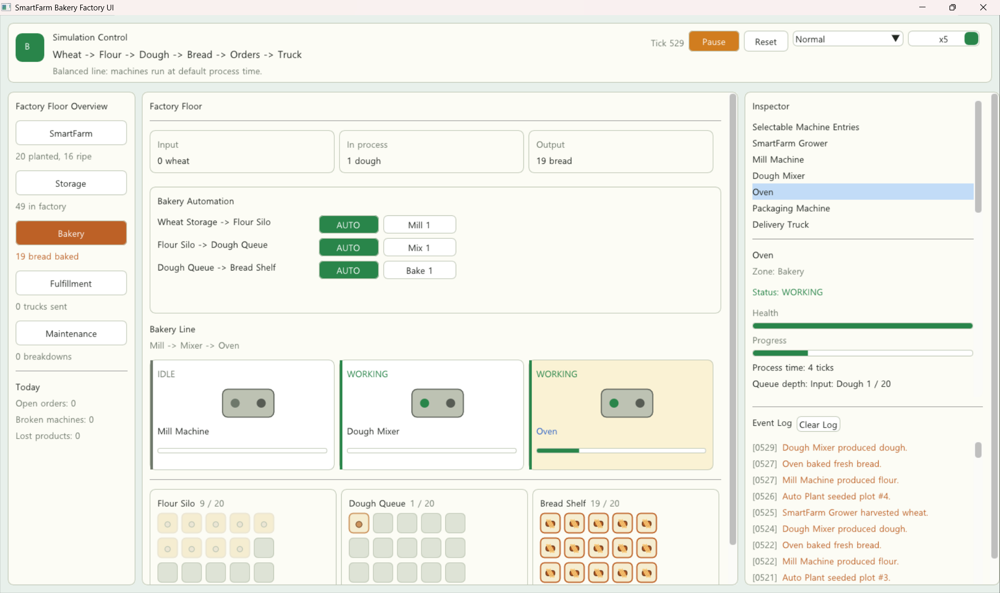 SmartFarm Bakery Factory UI
B
Simulation Control
Wheat -> Flour -> Dough -> Bread -> Orders -> Truck
Balanced line: machines run at default process time.
Tick 529
Pause
Reset
Normal
x5
Factory Floor Overview
SmartFarm
20 planted, 16 ripe
Storage
49 in factory
Bakery
19 bread baked
Fulfillment
0 trucks sent
Maintenance
0 breakdowns
Today
Open orders: 0
Broken machines: 0
Lost products: 0
Factory Floor
Input
0 wheat
In process
1 dough
Output
19 bread
Bakery Automation
Wheat Storage -> Flour Silo
AUTO
Mill 1
Flour Silo -> Dough Queue
AUTO
Mix 1
Dough Queue -> Bread Shelf
AUTO
Bake 1
Bakery Line
Mill -> Mixer -> Oven
IDLE
Mill Machine
WORKING
Dough Mixer
WORKING
Oven
Flour Silo 9 / 20
Dough Queue 1 / 20
Bread Shelf 19 / 20
Inspector
Selectable Machine Entries
SmartFarm Grower
Mill Machine
Dough Mixer
Oven
Packaging Machine
Delivery Truck
Oven
Zone: Bakery
Status: WORKING
Health
Progress
Process time: 4 ticks
Queue depth: Input: Dough 1 / 20
Event Log
Clear Log
[0529] Dough Mixer produced dough.
[0527] Oven baked fresh bread.
[0527] Mill Machine produced flour.
[0526] Auto Plant seeded plot #4.
[0525] SmartFarm Grower harvested wheat.
[0524] Dough Mixer produced dough.
[0522] Oven baked fresh bread.
[0522] Mill Machine produced flour.
[0521] Auto Plant seeded plot #3.